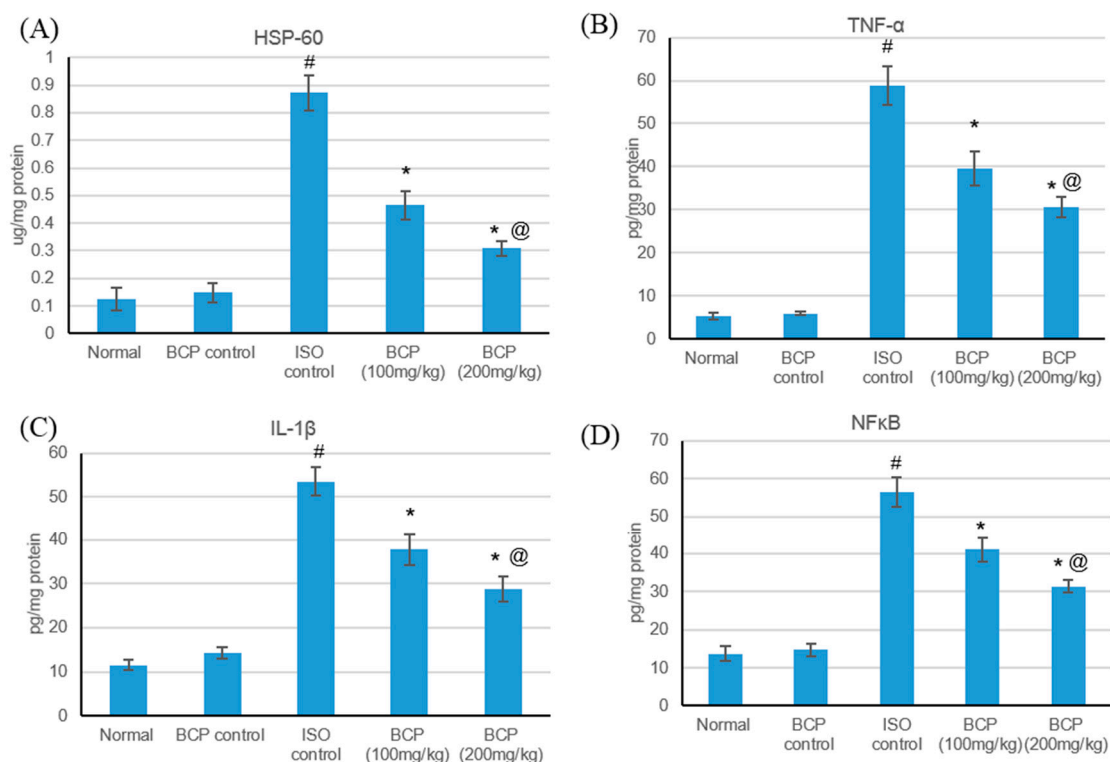 (A)
HSP-60
ug/mg protein
1
0.9
0.8
0.7
0.6
0.5
0.4
0.3
0.2
0.1
0
#
*
* @
Normal BCP control ISO control BCP (100mg/kg) BCP (200mg/kg)
(B)
TNF-α
pg/mg protein
70
60
50
40
30
20
10
0
#
*
* @
Normal BCP control ISO control BCP (100mg/kg) BCP (200mg/kg)
(C)
IL-1β
pg/mg protein
60
50
40
30
20
10
0
#
*
* @
Normal BCP control ISO control BCP (100mg/kg) BCP (200mg/kg)
(D)
NFκB
pg/mg protein
70
60
50
40
30
20
10
0
#
*
* @
Normal BCP control ISO control BCP (100mg/kg) BCP (200mg/kg)